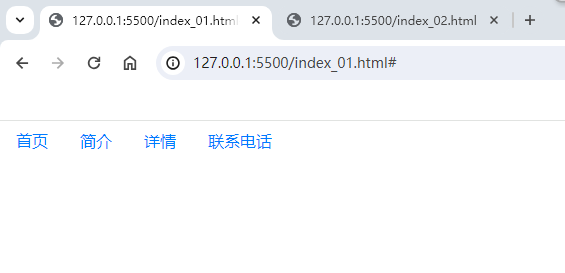 127.0.0.1:5500/index_01.html
127.0.0.1:5500/index_02.html
127.0.0.1:5500/index_01.html#
首页 简介 详情 联系电话